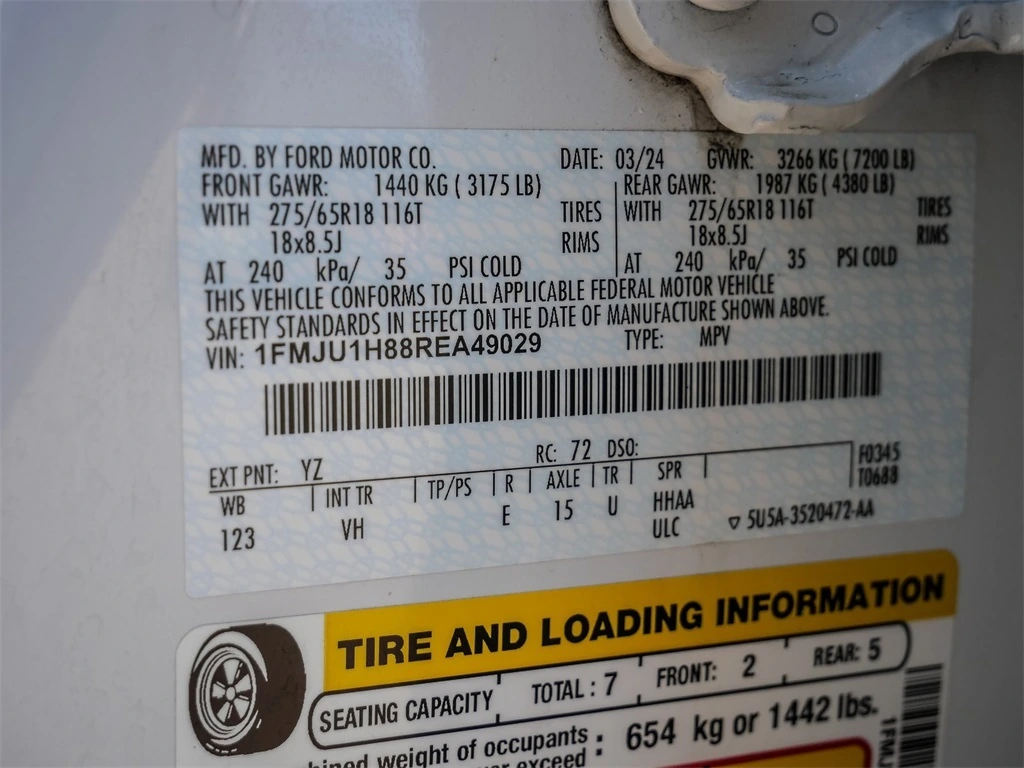 MFD. BY FORD MOTOR CO. DATE: 03/24 GVWR: 3266 KG ( 7200 LB)
FRONT GAWR: 1440 KG ( 3175 LB) REAR GAWR: 1987 KG ( 4380 LB)
WITH 275/65R18 116T TIRES WITH 275/65R18 116T TIRES
18x8.5J RIMS 18x8.5J RIMS
AT 240 kPa/ 35 PSI COLD AT 240 kPa/ 35 PSI COLD
THIS VEHICLE CONFORMS TO ALL APPLICABLE FEDERAL MOTOR VEHICLE
SAFETY STANDARDS IN EFFECT ON THE DATE OF MANUFACTURE SHOWN ABOVE.
VIN: 1FMJU1H88REA49029 TYPE: MPV
EXT PNT: YZ RC: 72 DSO: F0345
WB INT TR TP/PS R AXLE TR SPR T0688
123 VH E 15 U HHAA
ULC ▽ 5U5A-3520472-AA
TIRE AND LOADING INFORMATION
SEATING CAPACITY TOTAL : 7 FRONT: 2 REAR: 5
weight of occupants : 654 kg or 1442 lbs.
exceed
1FMJ